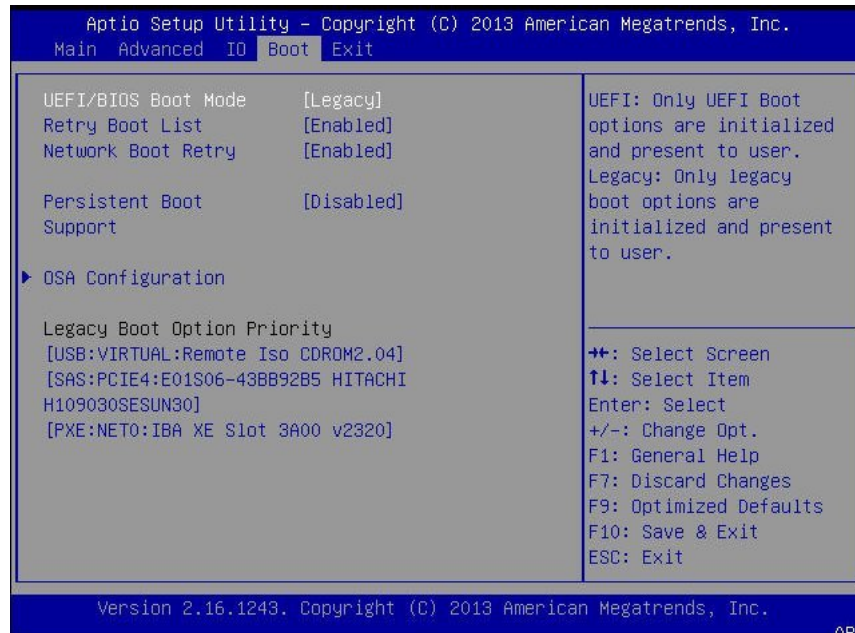 Aptio Setup Utility – Copyright (C) 2013 American Megatrends, Inc.
Main Advanced IO Boot Exit
UEFI/BIOS Boot Mode [Legacy]
Retry Boot List [Enabled]
Network Boot Retry [Enabled]
Persistent Boot [Disabled]
Support
OSA Configuration
Legacy Boot Option Priority
[USB:VIRTUAL:Remote Iso CDROM2.04]
[SAS:PCIE4:E01S06-43BB92B5 HITACHI
H109030SESUN30]
[PXE:NET0:IBA XE Slot 3A00 v2320]
UEFI: Only UEFI Boot
options are initialized
and present to user.
Legacy: Only legacy
boot options are
initialized and present
to user.
→←: Select Screen
↑↓: Select Item
Enter: Select
+/-: Change Opt.
F1: General Help
F7: Discard Changes
F9: Optimized Defaults
F10: Save & Exit
ESC: Exit
Version 2.16.1243. Copyright (C) 2013 American Megatrends, Inc.